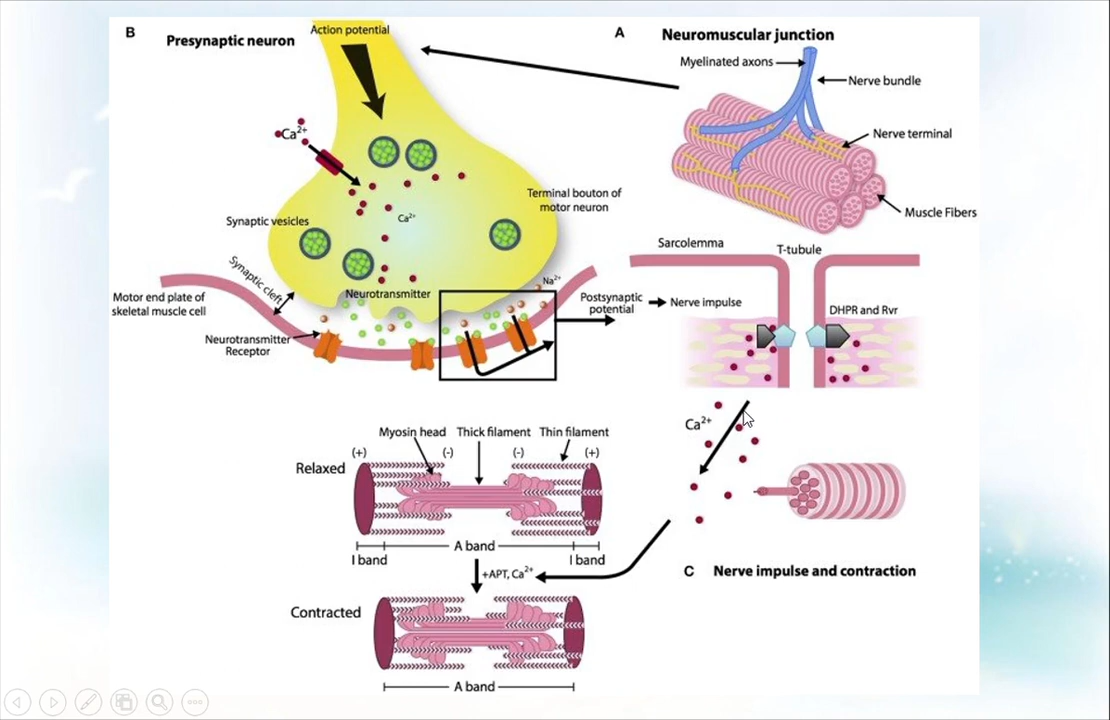 B
Presynaptic neuron
Action potential
Ca2+
Ca2+
Synaptic vesicles
Terminal bouton of
motor neuron
Synaptic cleft
Neurotransmitter
Na2+
Motor end plate of
skeletal muscle cell
Neurotransmitter
Receptor
A
Neuromuscular junction
Myelinated axons
Nerve bundle
Nerve terminal
Muscle Fibers
Sarcolemma
T-tubule
Postsynaptic
potential
Nerve impulse
DHPR and Rvr
Ca2+
C
Nerve impulse and contraction
Myosin head
Thick filament
Thin filament
(+)
(-)
(-)
(+)
Relaxed
I band
A band
I band
+APT, Ca2+
Contracted
A band